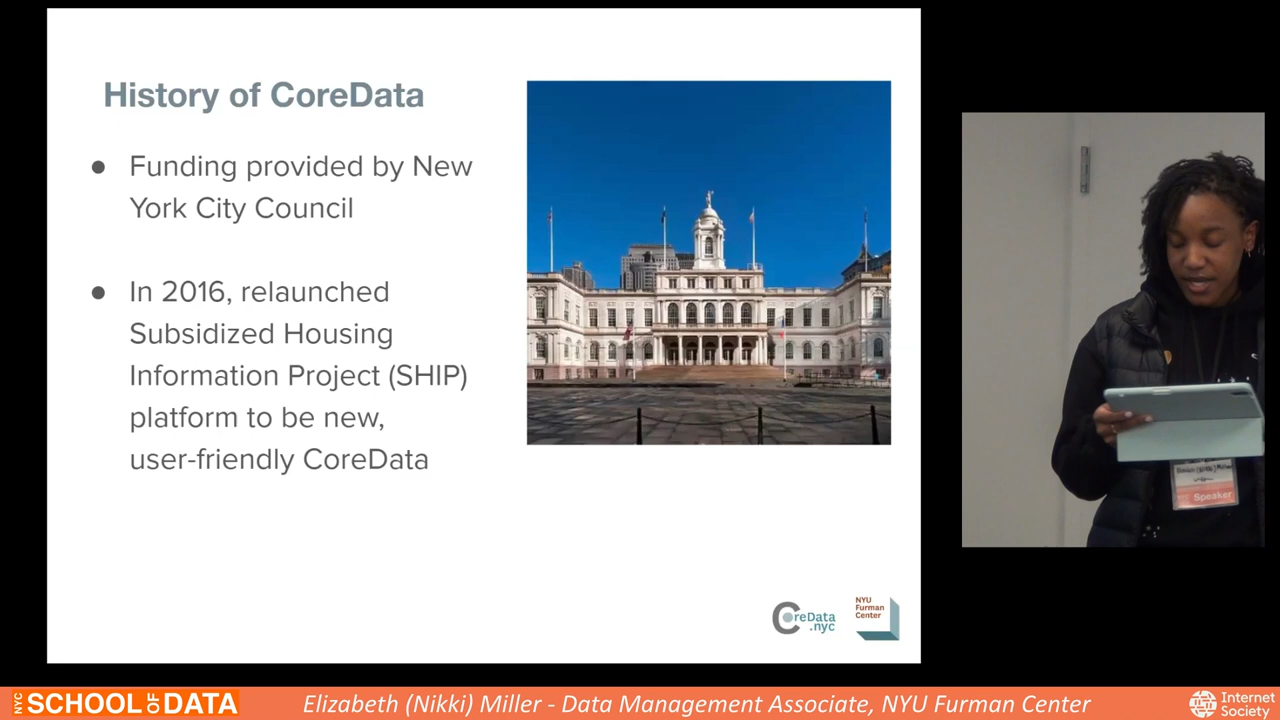 History of CoreData
● Funding provided by New
York City Council
● In 2016, relaunched
Subsidized Housing
Information Project (SHIP)
platform to be new,
user-friendly CoreData
CoreData
.nyc
NYU
Furman
Center
Speaker
NYC SCHOOL OF DATA
Elizabeth (Nikki) Miller - Data Management Associate, NYU Furman Center
Internet
Society